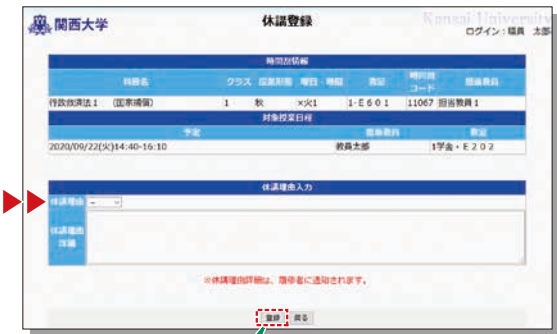 関西大学
休講登録
Kansai University
ログイン：職員 太郎
時間割情報
科目名 クラス 成業形態 曜日・時限 教室 時間割コード 担当教員
行政救済法1 (国家補償) 1 秋 ×火1 1-E601 11067 担当教員1
対象授業日程
予定 担当教員 教室
2020/09/22(火)14:40-16:10 教員太郎 1学舎・E202
休講理由入力
休講理由 -
休講理由
詳細
※休講理由詳細は、履修者に通知されます。
登録 戻る